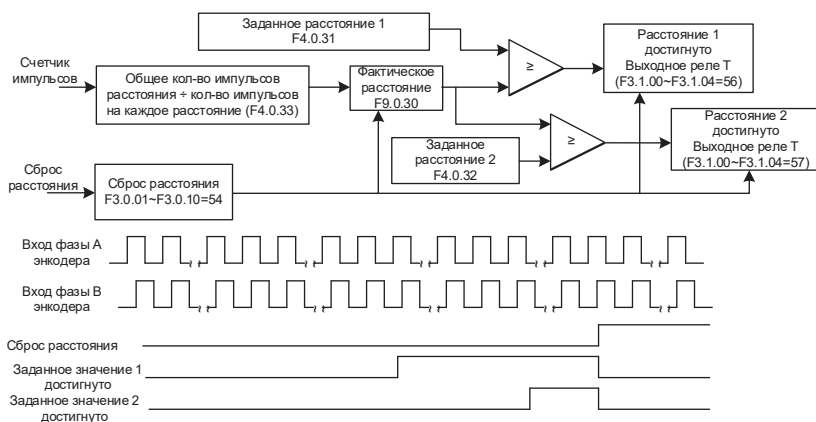 Заданное расстояние 1
F4.0.31
Счетчик
импульсов
Общее кол-во импульсов
расстояния ÷ кол-во импульсов
на каждое расстояние (F4.0.33)
Фактическое
расстояние
F9.0.30
≥
Расстояние 1
достигнуто
Выходное реле Т
(F3.1.00~F3.1.04=56)
Заданное
расстояние 2
F4.0.32
≥
Расстояние 2
достигнуто
Выходное реле Т
(F3.1.00~F3.1.04=57)
Сброс
расстояния
Сброс расстояния
F3.0.01~F3.0.10=54
Вход фазы А
энкодера
Вход фазы В
энкодера
Сброс расстояния
Заданное значение 1
достигнуто
Заданное значение 2
достигнуто